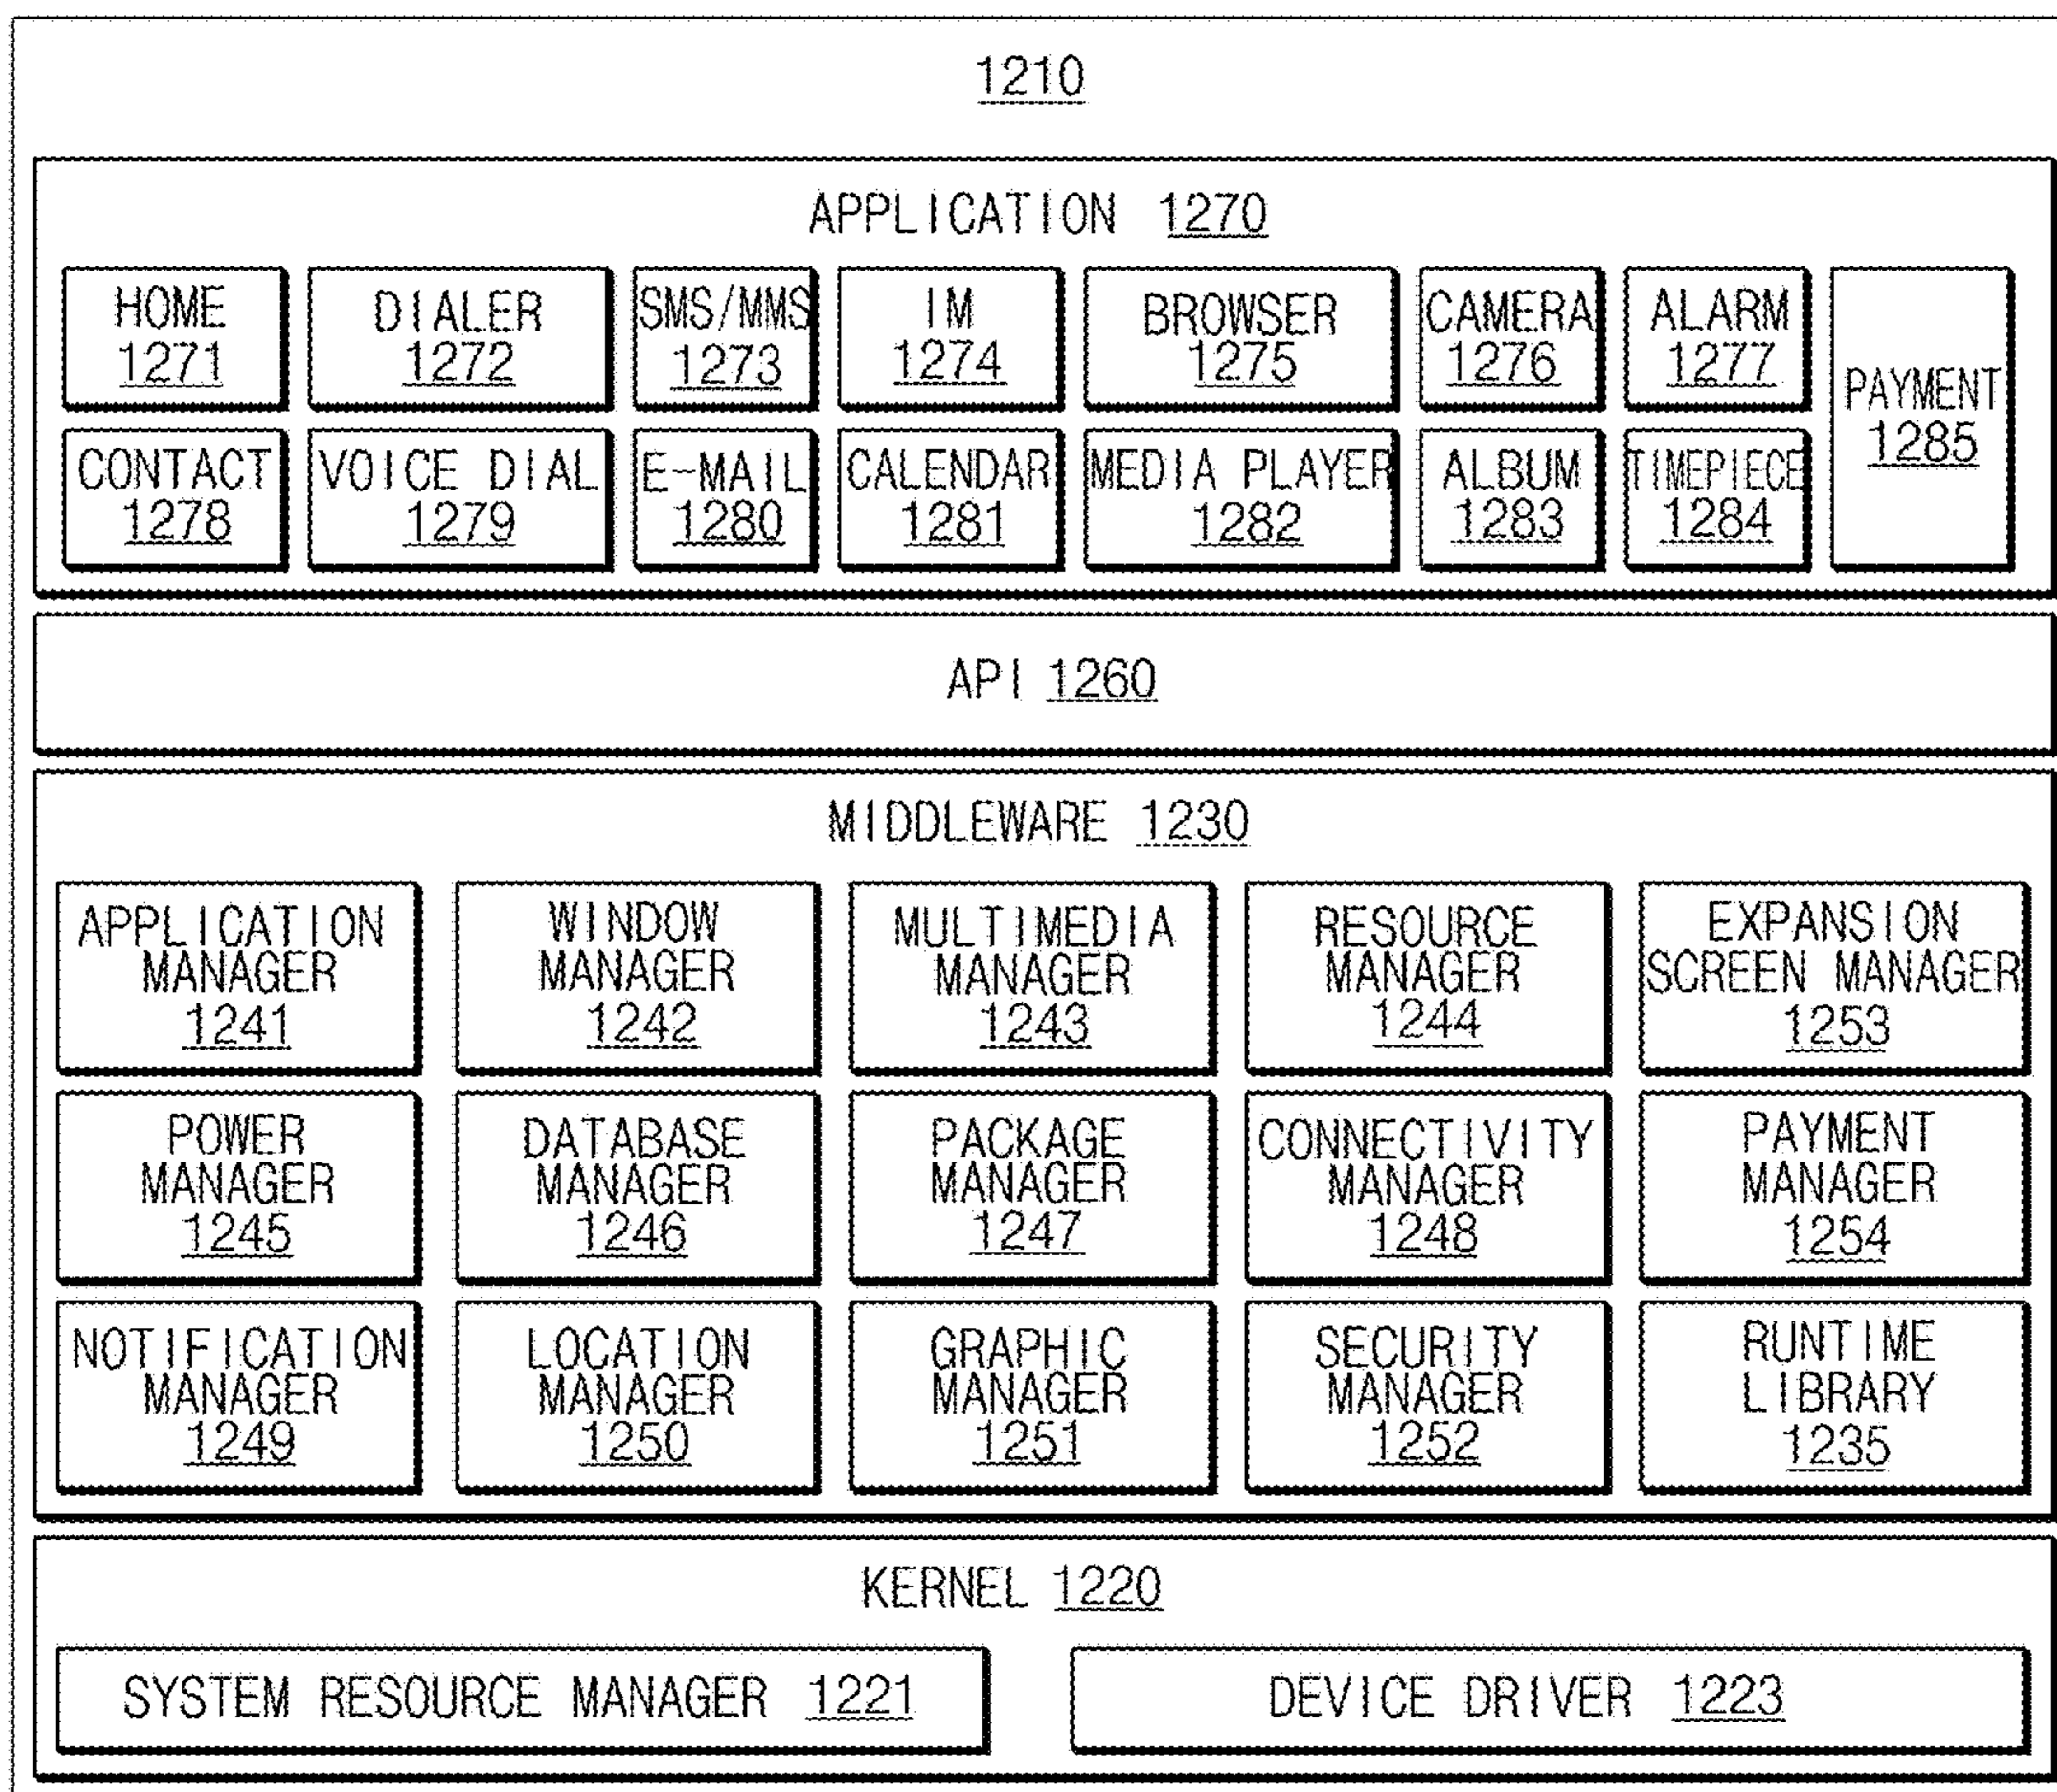 1210
APPLICATION 1270
HOME
1271
DIALER
1272
SMS/MMS
1273
IM
1274
BROWSER
1275
CAMERA
1276
ALARM
1277
PAYMENT
1285
CONTACT
1278
VOICE DIAL
1279
E-MAIL
1280
CALENDAR
1281
MEDIA PLAYER
1282
ALBUM
1283
TIMEPIECE
1284
API 1260
MIDDLEWARE 1230
APPLICATION
MANAGER
1241
WINDOW
MANAGER
1242
MULTIMEDIA
MANAGER
1243
RESOURCE
MANAGER
1244
EXPANSION
SCREEN MANAGER
1253
POWER
MANAGER
1245
DATABASE
MANAGER
1246
PACKAGE
MANAGER
1247
CONNECTIVITY
MANAGER
1248
PAYMENT
MANAGER
1254
NOTIFICATION
MANAGER
1249
LOCATION
MANAGER
1250
GRAPHIC
MANAGER
1251
SECURITY
MANAGER
1252
RUNTIME
LIBRARY
1235
KERNEL 1220
SYSTEM RESOURCE MANAGER 1221
DEVICE DRIVER 1223